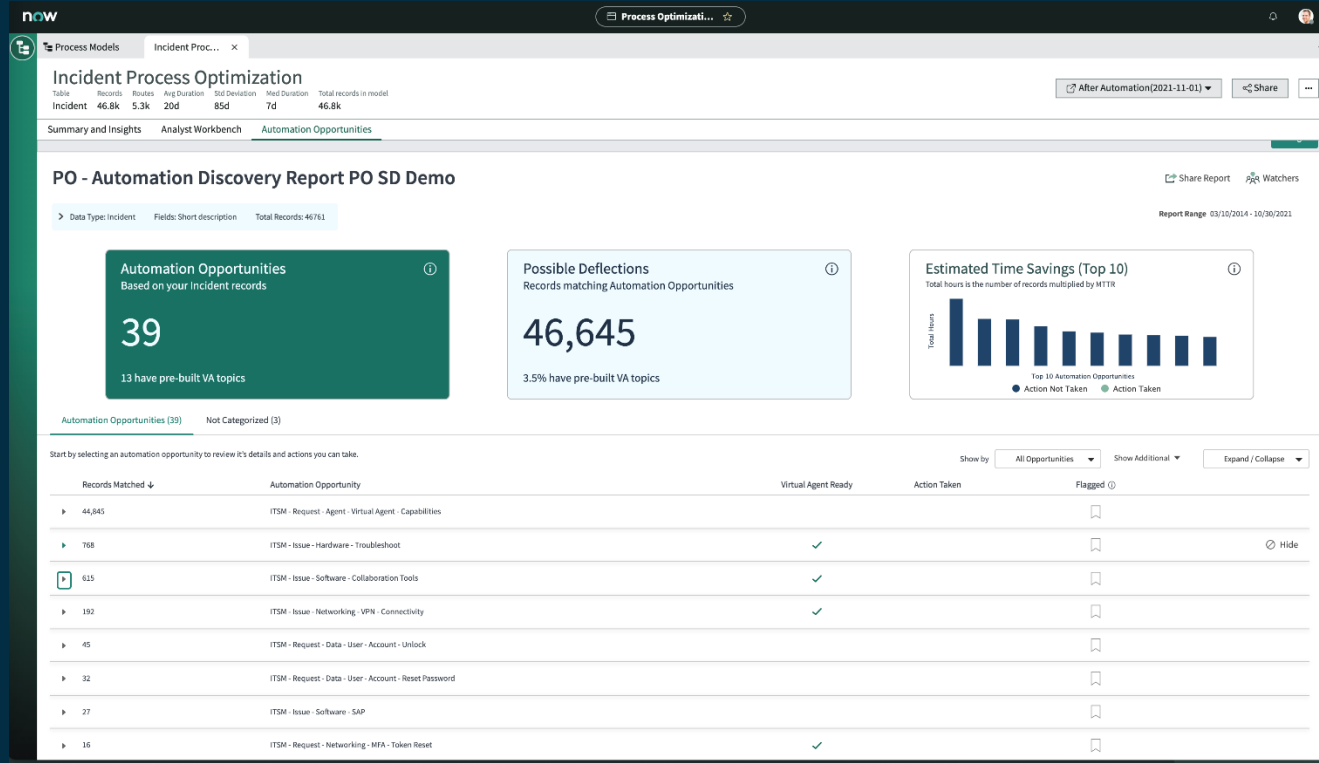 now
Process Optimizati...
Process Models
Incident Proc...
Incident Process Optimization
Table Records Routes Avg Duration Std Deviation Med Duration Total records in model
Incident 46.8k 5.3k 20d 85d 7d 46.8k
After Automation(2021-11-01)
Share
Summary and Insights Analyst Workbench Automation Opportunities
PO - Automation Discovery Report PO SD Demo
Share Report Watchers
Data Type: Incident Fields: Short description Total Records: 46761
Report Range 03/10/2014 - 10/30/2021
Automation Opportunities
Based on your Incident records
39
13 have pre-built VA topics
Possible Deflections
Records matching Automation Opportunities
46,645
3.5% have pre-built VA topics
Estimated Time Savings (Top 10)
Total hours is the number of records multiplied by MTTR
Total Hours
Top 10 Automation Opportunities
Action Not Taken Action Taken
Automation Opportunities (39) Not Categorized (3)
Start by selecting an automation opportunity to review it's details and actions you can take.
Show by All Opportunities Show Additional Expand / Collapse
Records Matched Automation Opportunity Virtual Agent Ready Action Taken Flagged
44,845 ITSM - Request - Agent - Virtual Agent - Capabilities
768 ITSM - Issue - Hardware - Troubleshoot Hide
615 ITSM - Issue - Software - Collaboration Tools
192 ITSM - Issue - Networking - VPN - Connectivity
45 ITSM - Request - Data - User - Account - Unlock
32 ITSM - Request - Data - User - Account - Reset Password
27 ITSM - Issue - Software - SAP
16 ITSM - Request - Networking - MFA - Token Reset